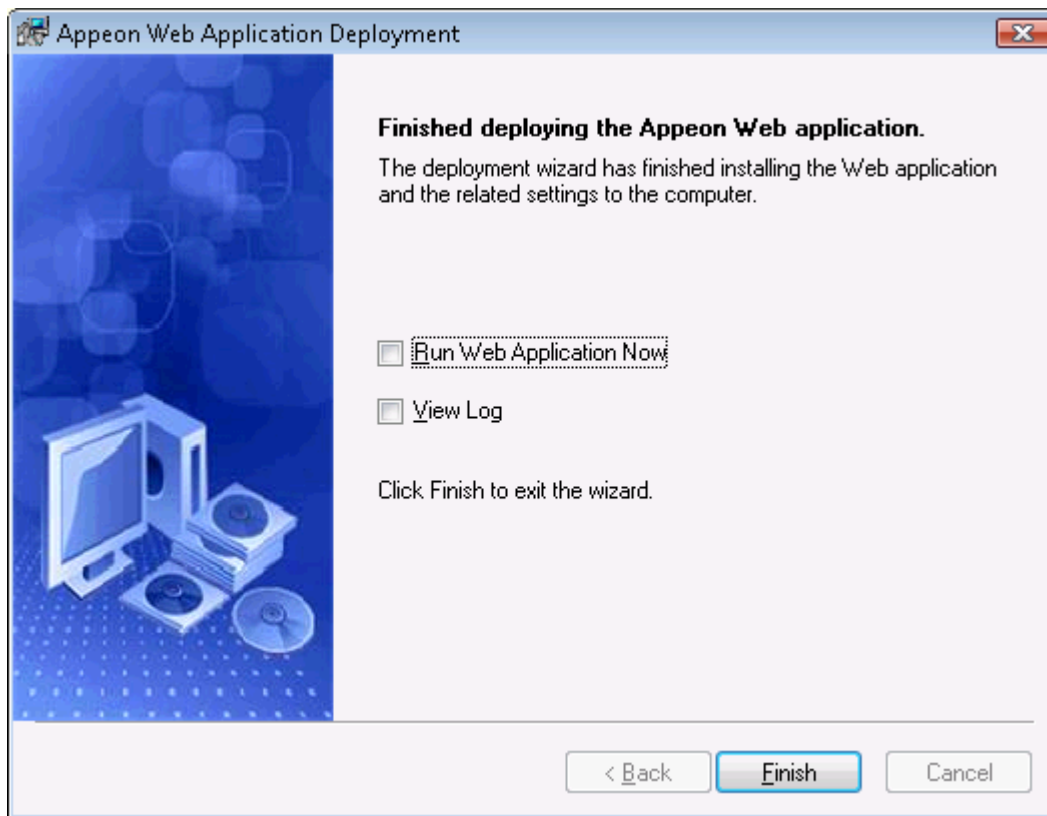 Appeon Web Application Deployment
Finished deploying the Appeon Web application.
The deployment wizard has finished installing the Web application
and the related settings to the computer.
Run Web Application Now
View Log
Click Finish to exit the wizard.
< Back Finish Cancel